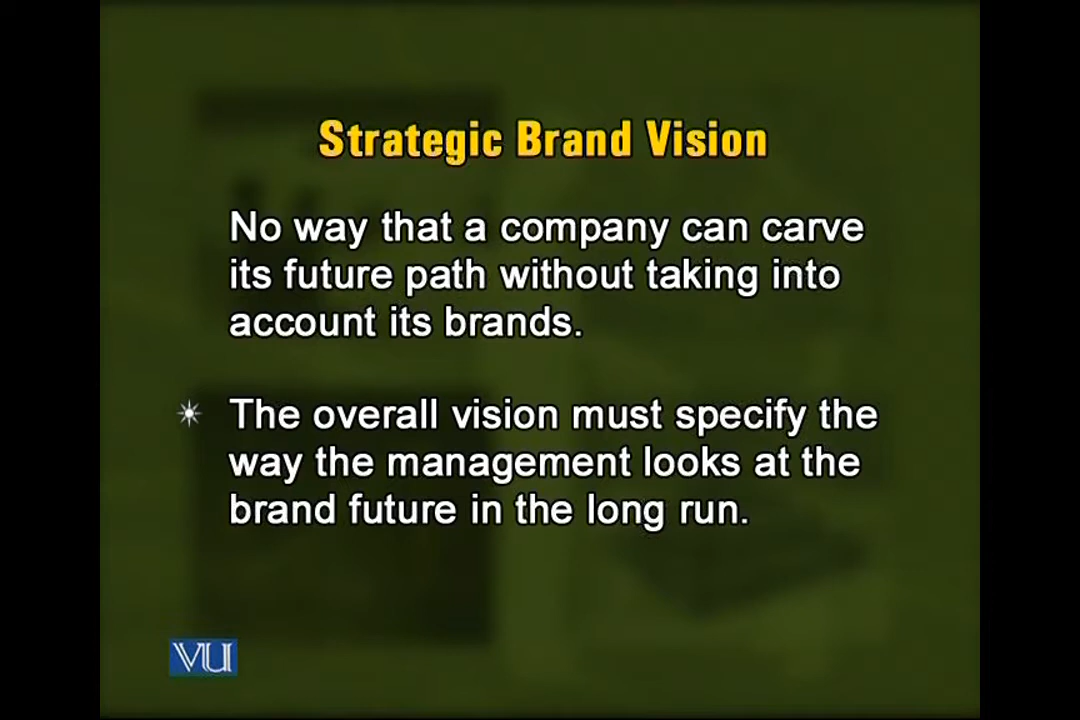 Strategic Brand Vision
No way that a company can carve
its future path without taking into
account its brands.
The overall vision must specify the
way the management looks at the
brand future in the long run.
VU